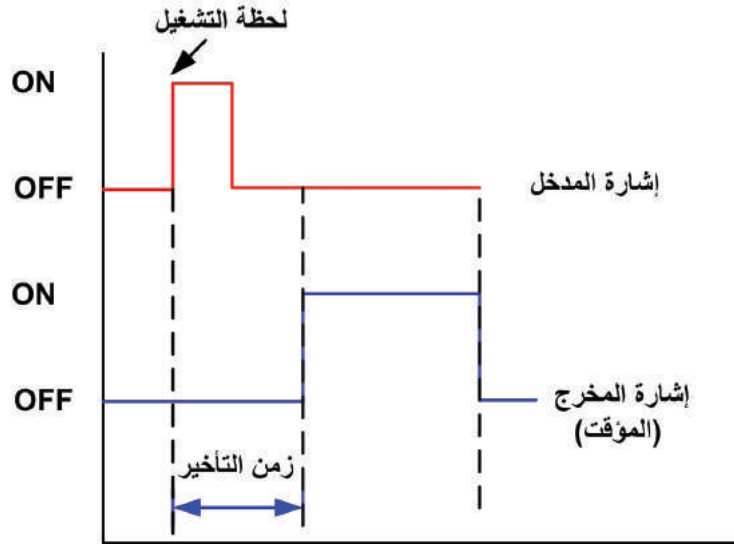 لحظة التشغيل
ON
OFF
إشارة المدخل
ON
OFF
إشارة المخرج
(المؤقت)
زمن التأخير